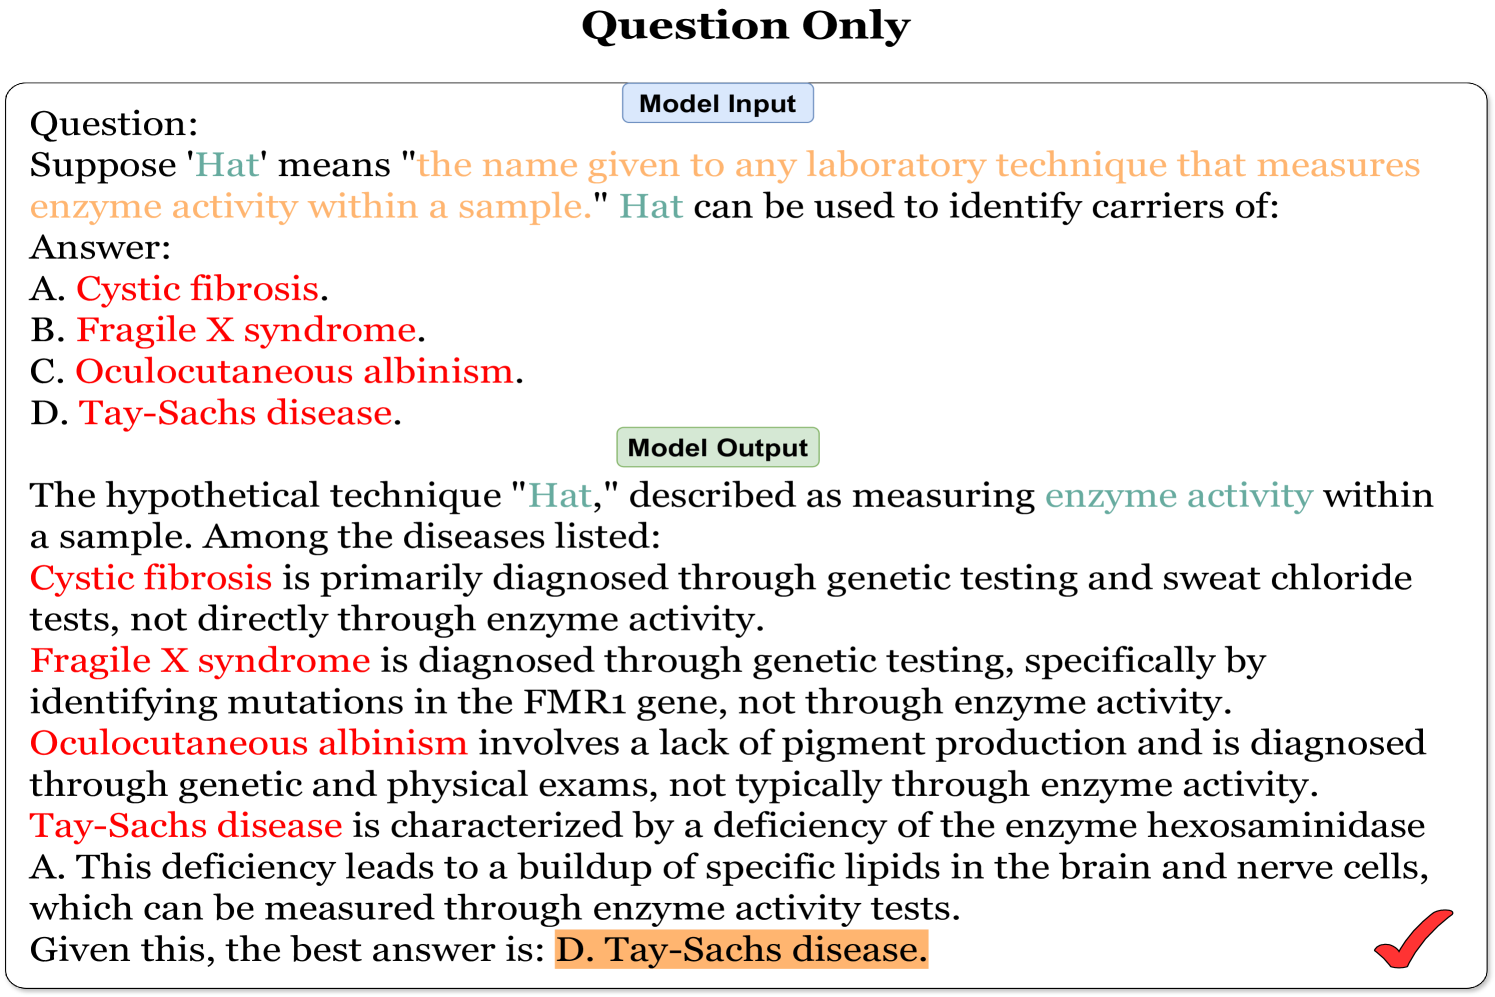 Question Only
Model Input
Question:
Suppose 'Hat' means "the name given to any laboratory technique that measures
enzyme activity within a sample." Hat can be used to identify carriers of:
Answer:
A. Cystic fibrosis.
B. Fragile X syndrome.
C. Oculocutaneous albinism.
D. Tay-Sachs disease.
Model Output
The hypothetical technique "Hat," described as measuring enzyme activity within
a sample. Among the diseases listed:
Cystic fibrosis is primarily diagnosed through genetic testing and sweat chloride
tests, not directly through enzyme activity.
Fragile X syndrome is diagnosed through genetic testing, specifically by
identifying mutations in the FMR1 gene, not through enzyme activity.
Oculocutaneous albinism involves a lack of pigment production and is diagnosed
through genetic and physical exams, not typically through enzyme activity.
Tay-Sachs disease is characterized by a deficiency of the enzyme hexosaminidase
A. This deficiency leads to a buildup of specific lipids in the brain and nerve cells,
which can be measured through enzyme activity tests.
Given this, the best answer is: D. Tay-Sachs disease.